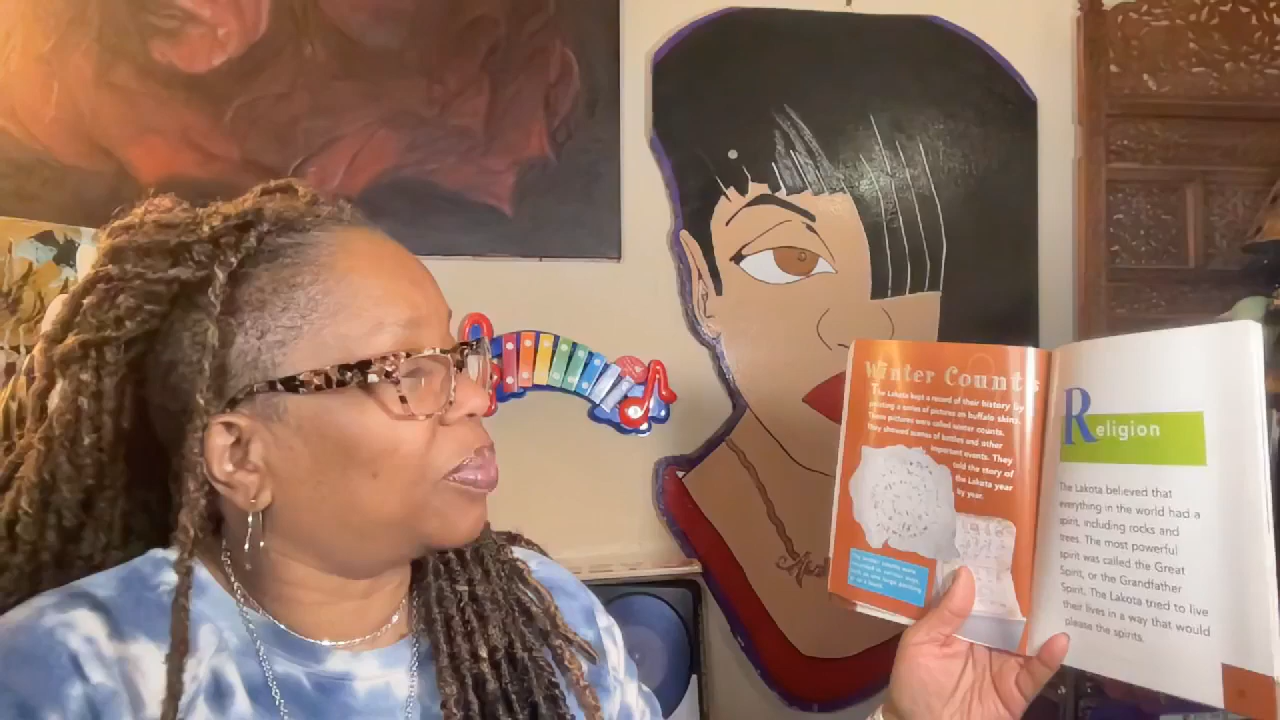 Winter Counts
The Lakota kept a record of their history by
painting a series of pictures on buffalo skins.
These pictures were called winter counts.
They showed scenes of battles and other
important events. They
told the story of
the Lakota year
by year.
Religion
The Lakota believed that
everything in the world had a
spirit, including rocks and
trees. The most powerful
spirit was called the Great
Spirit, or the Grandfather
Spirit. The Lakota tried to live
their lives in a way that would
please the spirits.